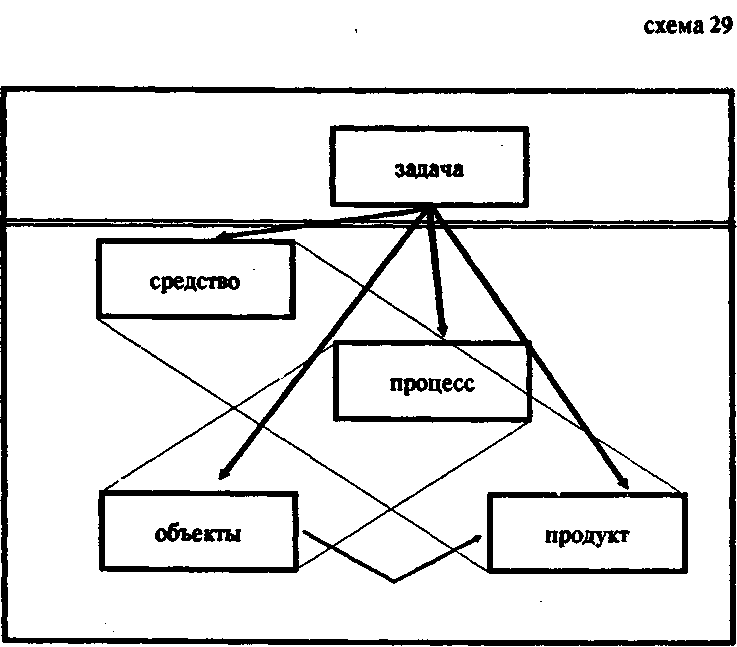 схема 29
задача
средство
процесс
объекты
продукт